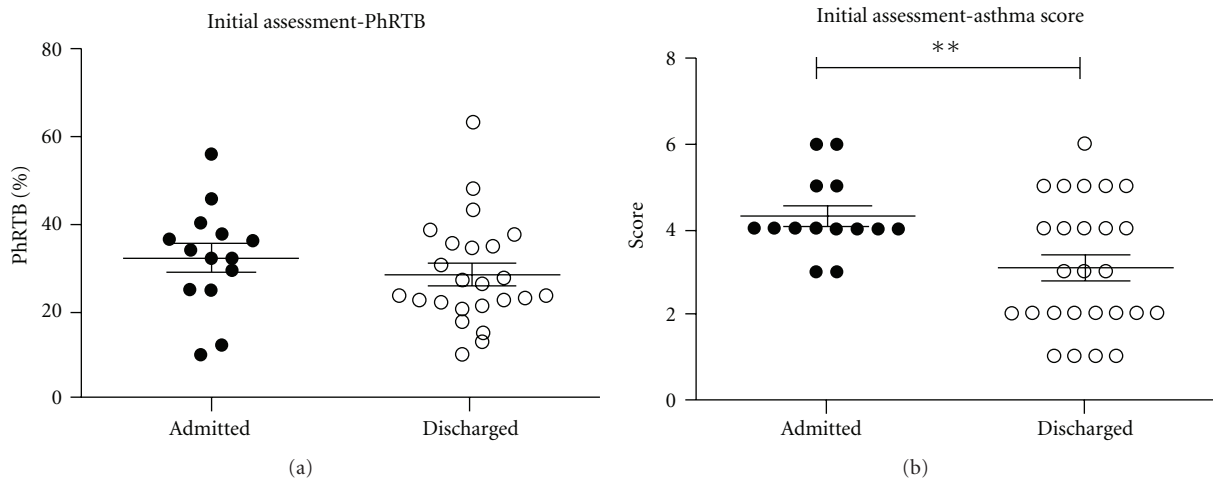 Initial assessment-PhRTB
80
60
40
20
0
PhRTB (%)
Admitted
Discharged
(a)
Initial assessment-asthma score
**
8
6
4
2
0
Score
Admitted
Discharged
(b)